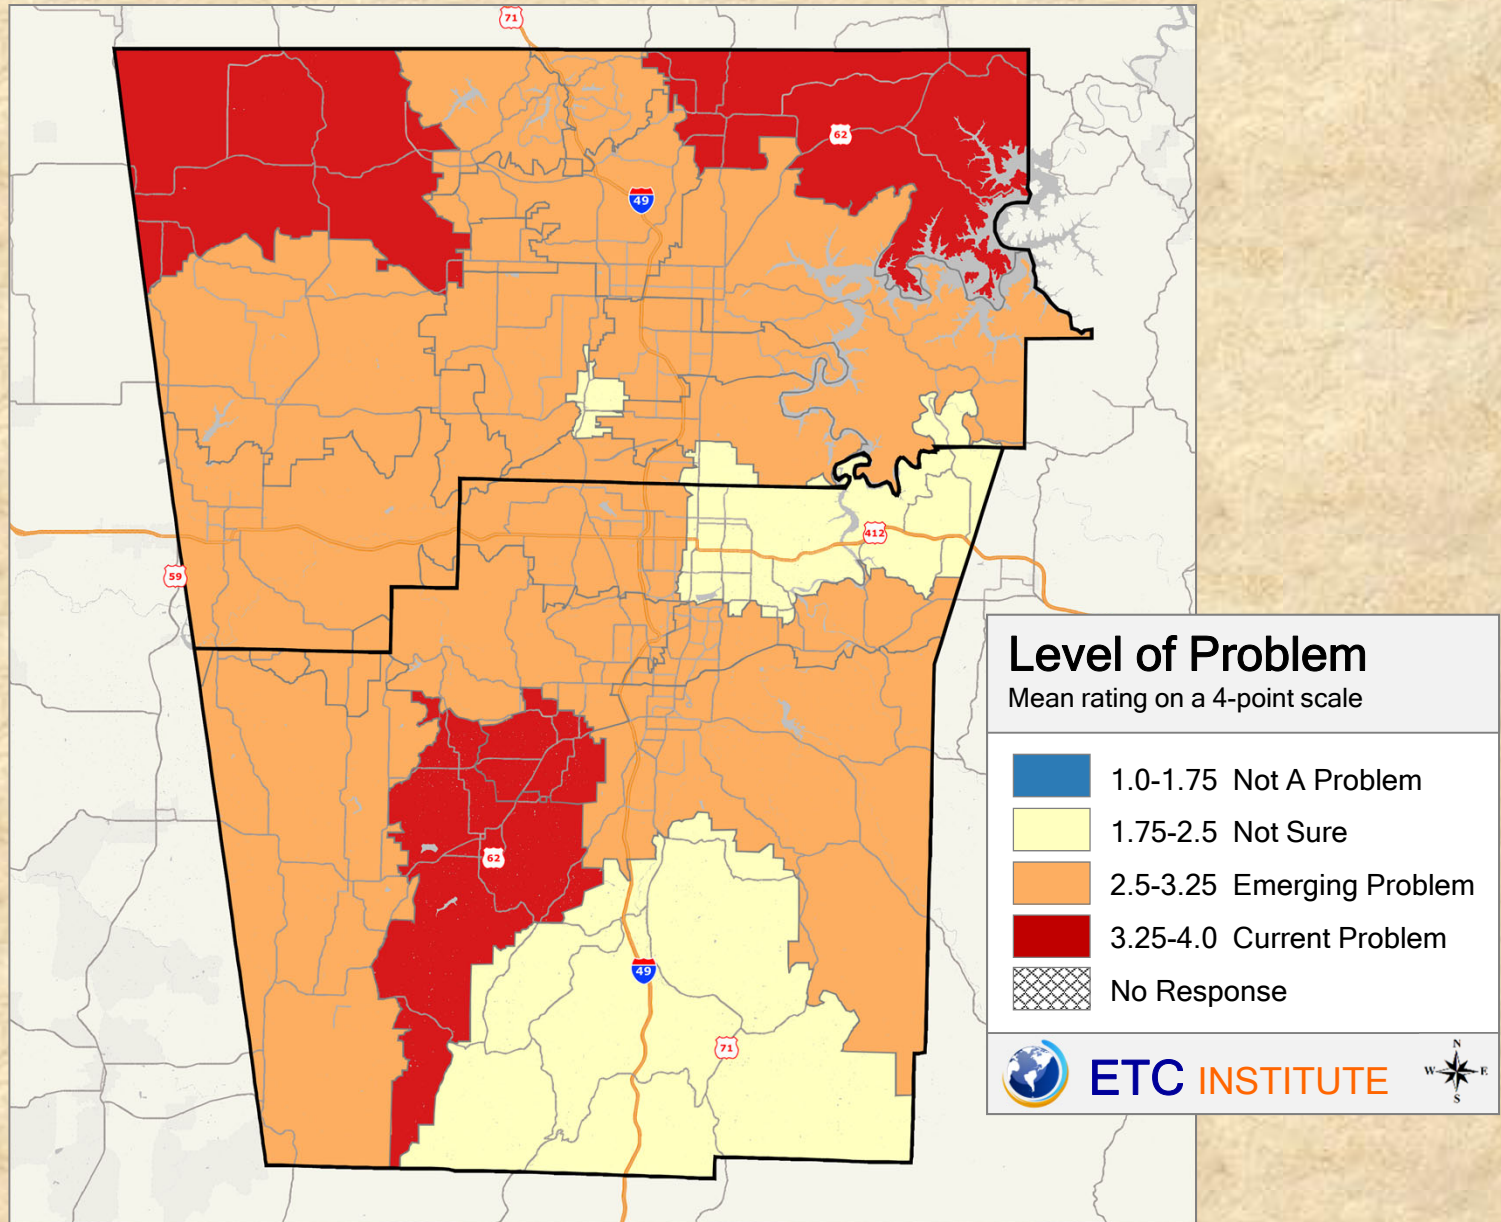 71
62
49
412
59
62
49
71
Level of Problem
Mean rating on a 4-point scale
1.0-1.75 Not A Problem
1.75-2.5 Not Sure
2.5-3.25 Emerging Problem
3.25-4.0 Current Problem
No Response
ETC INSTITUTE
N
W E
S